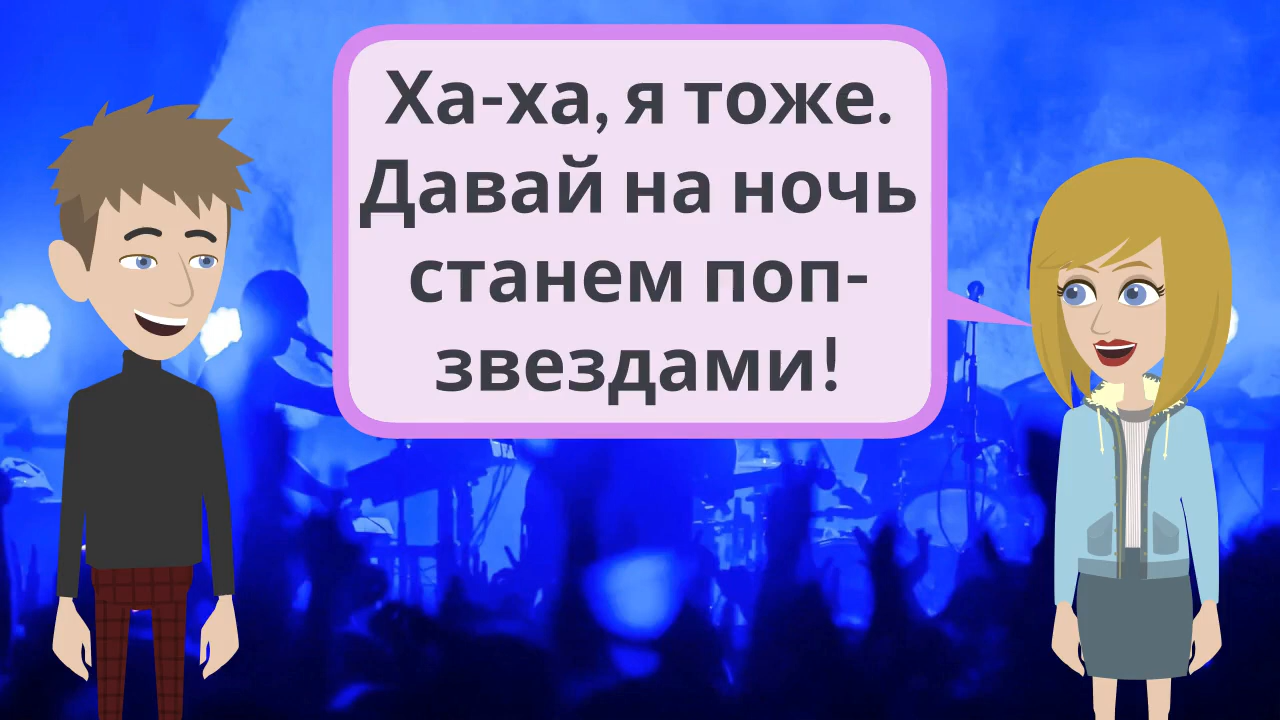 Ха-ха, я тоже.
Давай на ночь
станем поп-
звездами!